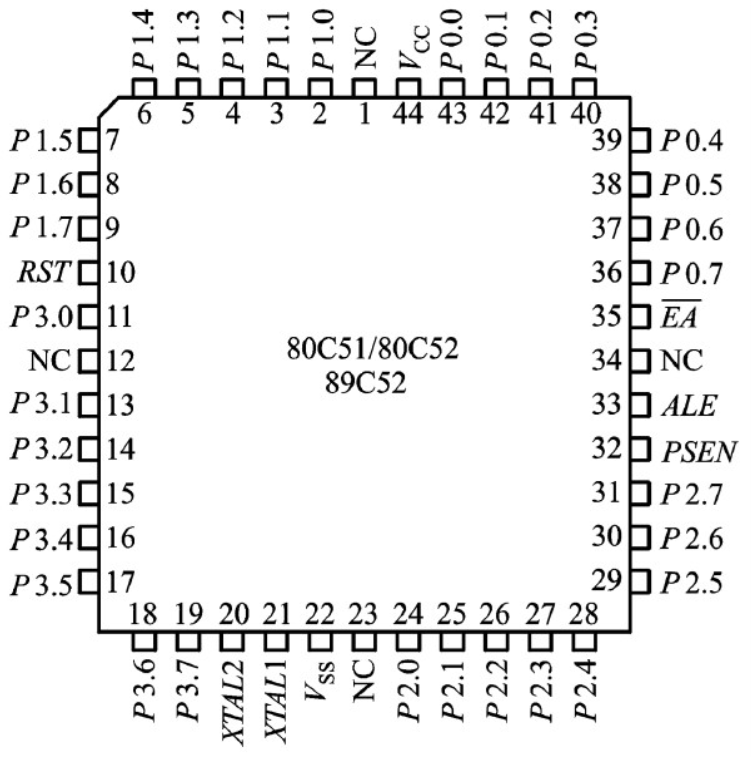 P1.4 P1.3 P1.2 P1.1 P1.0 NC VCC P0.0 P0.1 P0.2 P0.3
6 5 4 3 2 1 44 43 42 41 40
P1.5 7 39 P0.4
P1.6 8 38 P0.5
P1.7 9 37 P0.6
RST 10 36 P0.7
P3.0 11 35 EA
NC 12 34 NC
80C51/80C52
89C52
P3.1 13 33 ALE
P3.2 14 32 PSEN
P3.3 15 31 P2.7
P3.4 16 30 P2.6
P3.5 17 29 P2.5
18 19 20 21 22 23 24 25 26 27 28
P3.6 P3.7 XTAL2 XTAL1 VSS NC P2.0 P2.1 P2.2 P2.3 P2.4